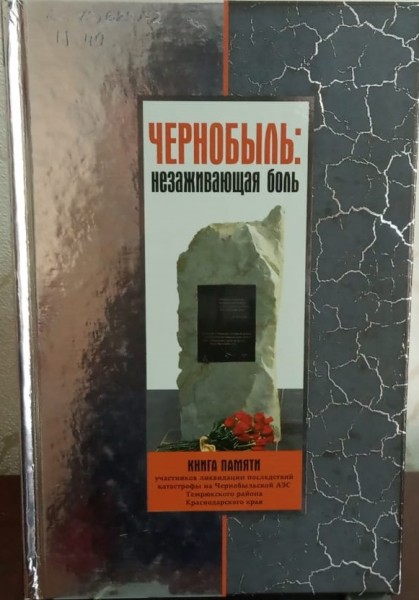 ЧЕРНОБЫЛЬ:
незаживающая боль
КНИГА ПАМЯТИ
участников ликвидации последствий
катастрофы на Чернобыльской АЭС
Темрюкского района
Краснодарского края